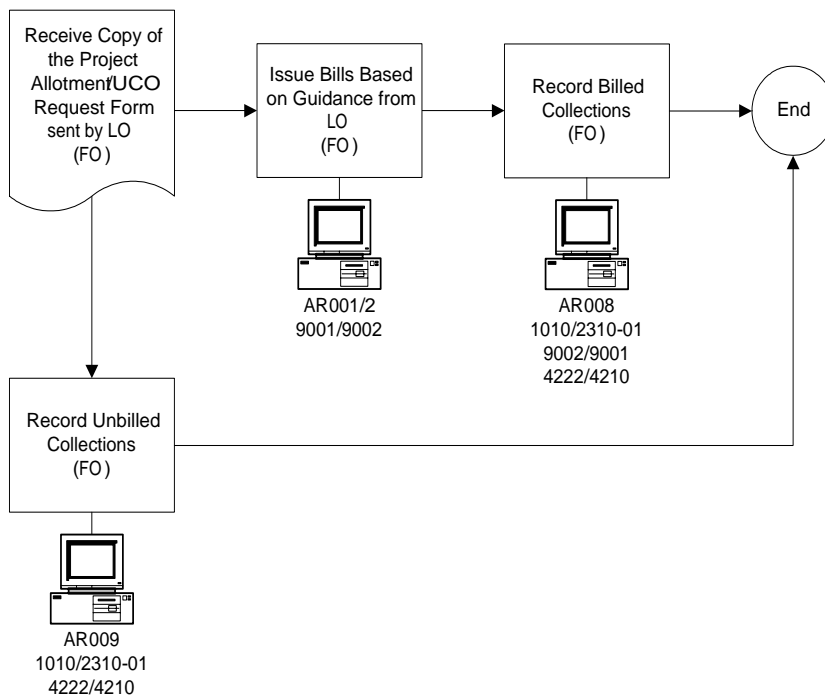 Receive Copy of
the Project
Allotment/UCO
Request Form
sent by LO
(FO)
Issue Bills Based
on Guidance from
LO
(FO)
Record Billed
Collections
(FO)
End
AR001/2
9001/9002
AR008
1010/2310-01
9002/9001
4222/4210
Record Unbilled
Collections
(FO)
AR009
1010/2310-01
4222/4210